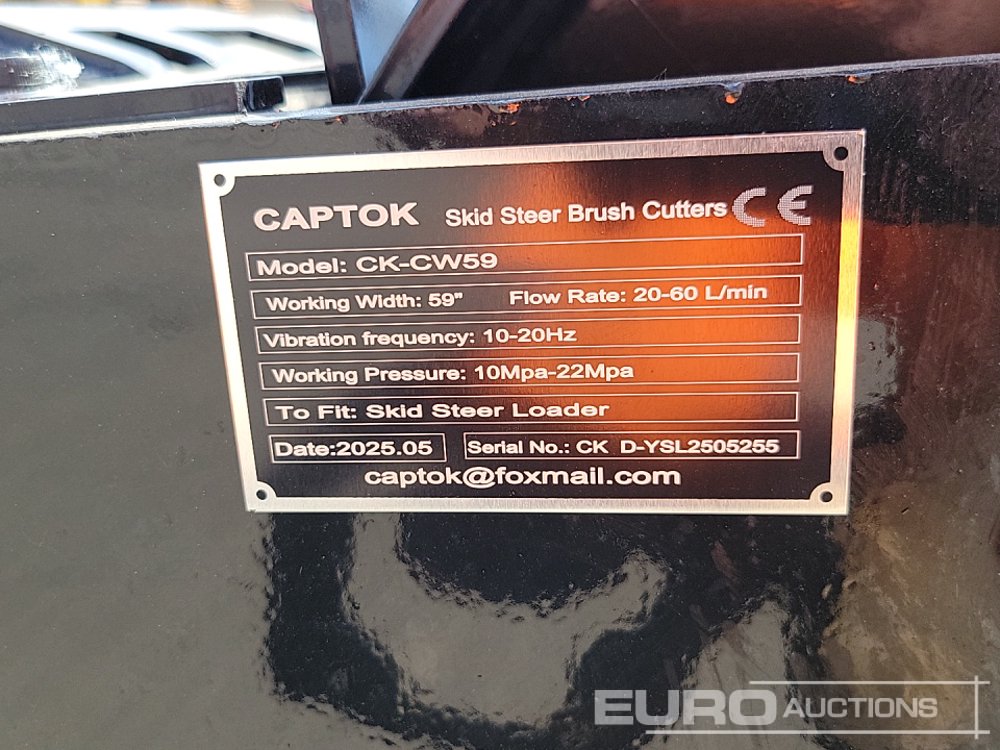 CAPTOK Skid Steer Brush Cutters CE
Model: CK-CW59
Working Width: 59" Flow Rate: 20-60 L/min
Vibration frequency: 10-20Hz
Working Pressure: 10Mpa-22Mpa
To Fit: Skid Steer Loader
Date:2025.05 Serial No.: CK D-YSL2505255
captok@foxmail.com
EURO AUCTIONS